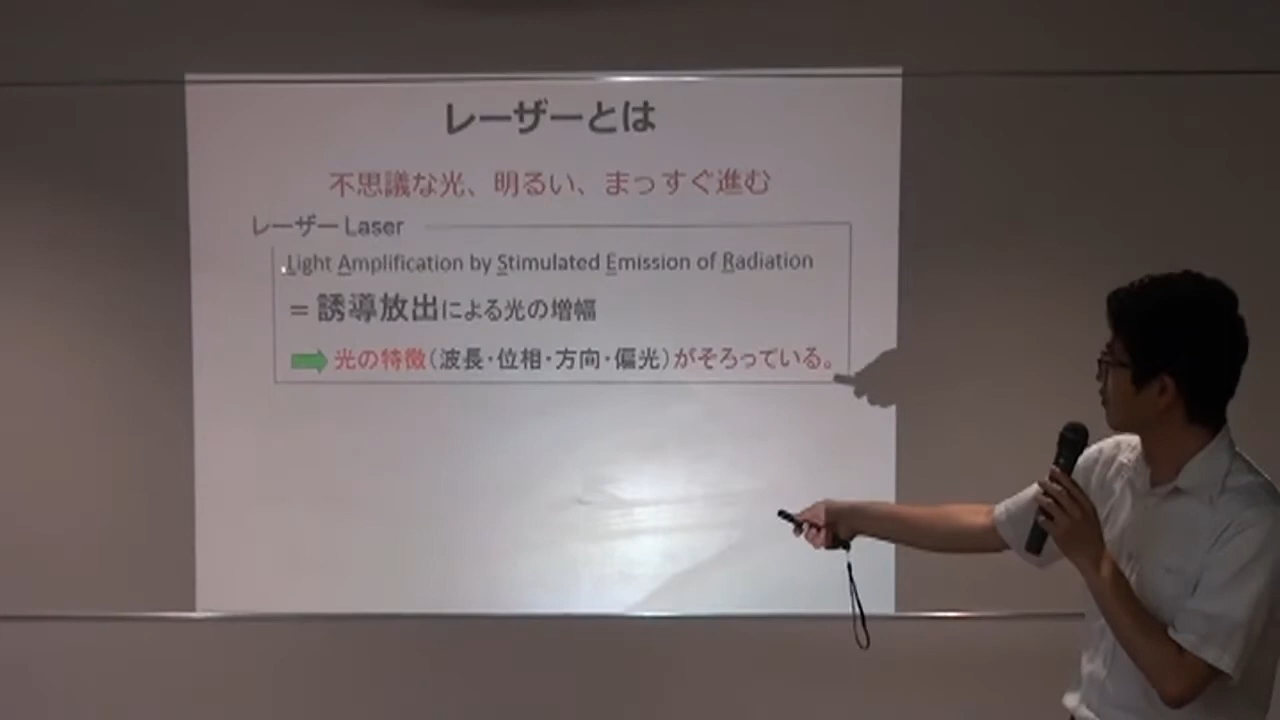 レーザーとは
不思議な光、明るい、まっすぐ進む
レーザー Laser
Light Amplification by Stimulated Emission of Radiation
= 誘導放出による光の増幅
光の特徴(波長・位相・方向・偏光)がそろっている。